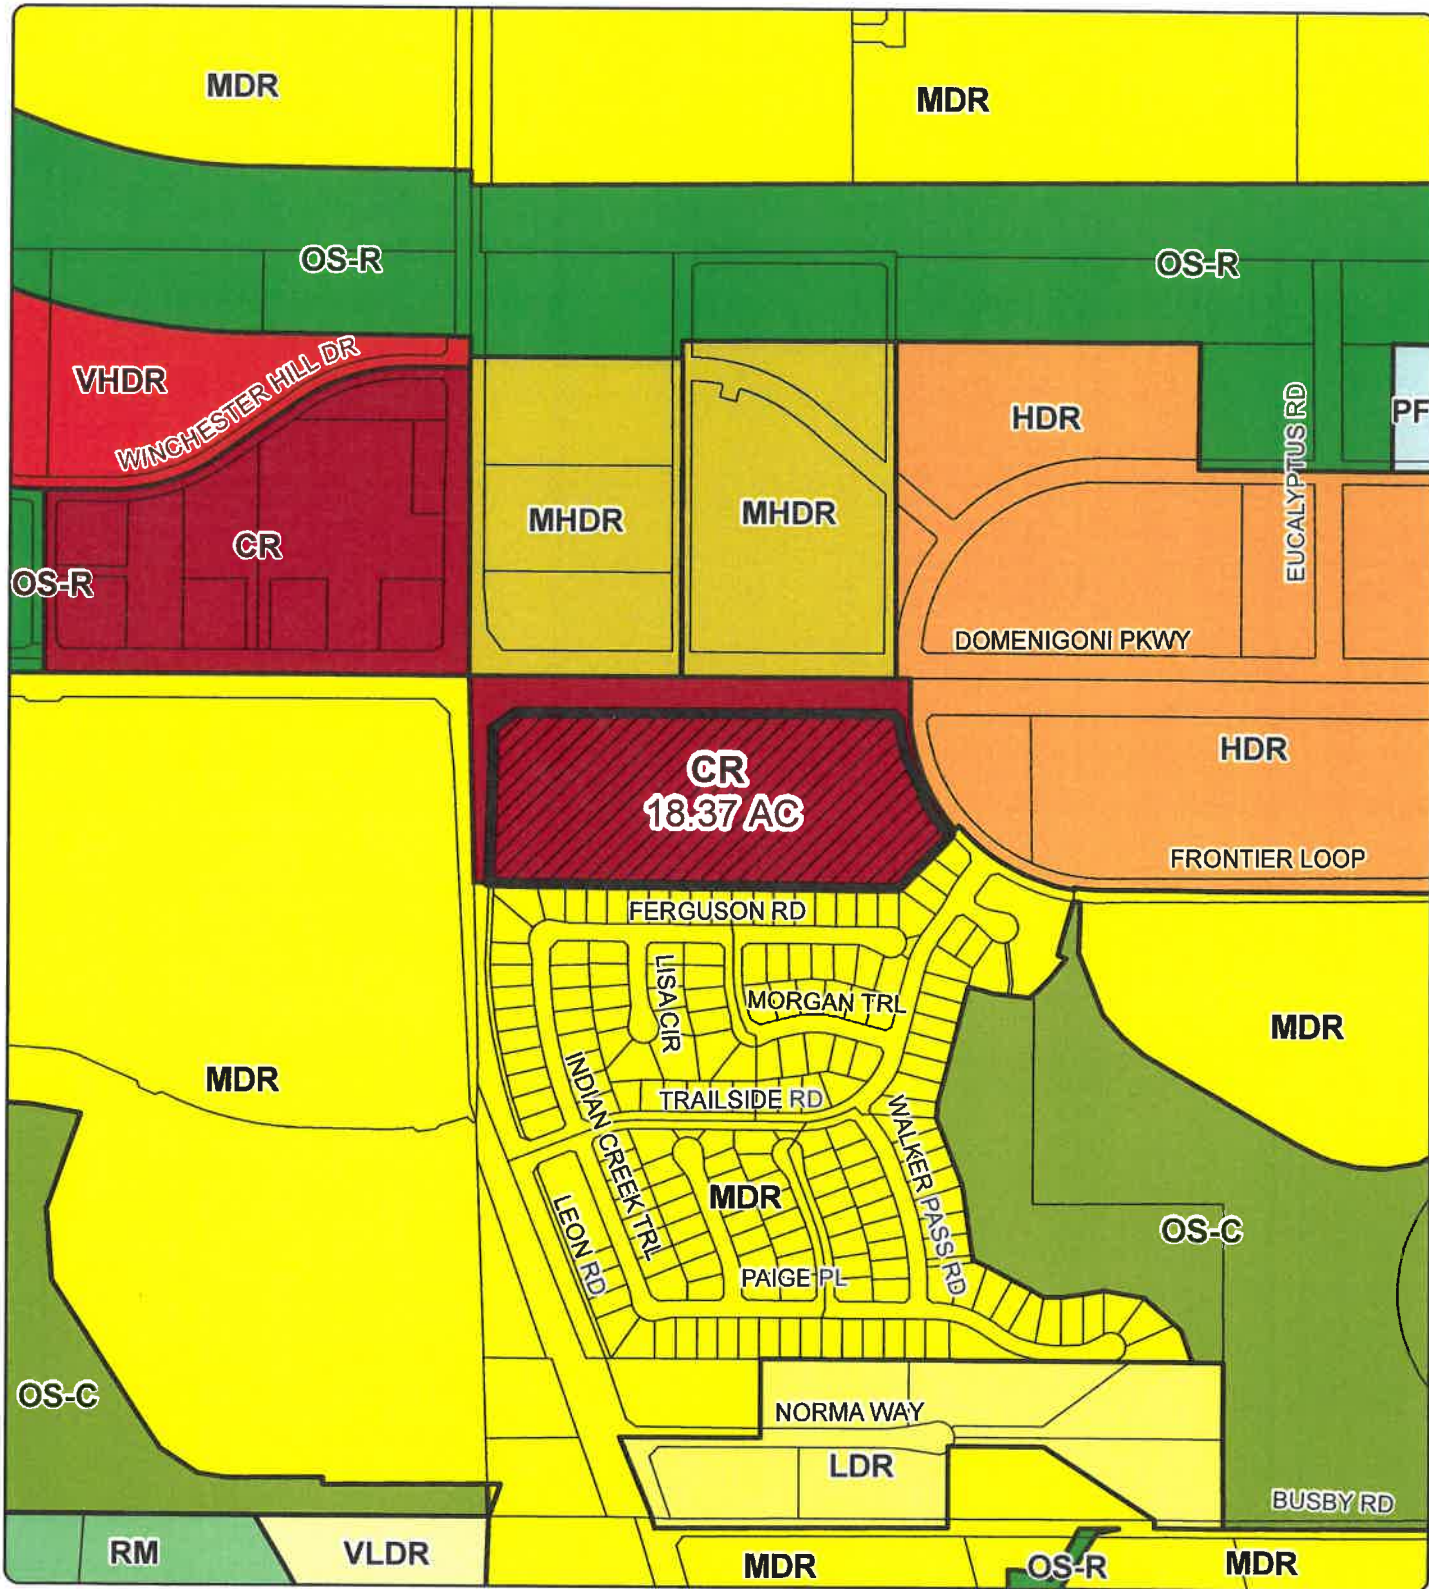 MDR
MDR
OS-R
OS-R
VHDR
WINCHESTER HILL DR
HDR
EUCALYPTUS RD
PF
MHDR
MHDR
CR
OS-R
DOMENIGONI PKWY
HDR
CR
18.37 AC
FRONTIER LOOP
FERGUSON RD
LISA CIR
MORGAN TRL
MDR
MDR
INDIAN CREEK TRL
TRAILSIDE RD
WALKER PASS RD
MDR
LEON RD
OS-C
PAIGE PL
OS-C
NORMA WAY
LDR
BUSBY RD
RM
VLDR
MDR
OS-R
MDR